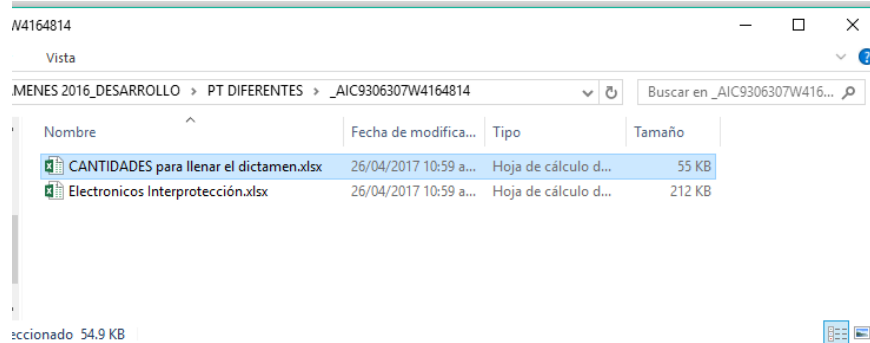 W4164814
Vista
MENES 2016_DESARROLLO > PT DIFERENTES > _AIC9306307W4164814
Buscar en _AIC9306307W416...
Nombre Fecha de modifica... Tipo Tamaño
CANTIDADES para llenar el dictamen.xlsx 26/04/2017 10:59 a... Hoja de cálculo d... 55 KB
Electronicos Interprotección.xlsx 26/04/2017 10:59 a... Hoja de cálculo d... 212 KB
eccionado 54.9 KB